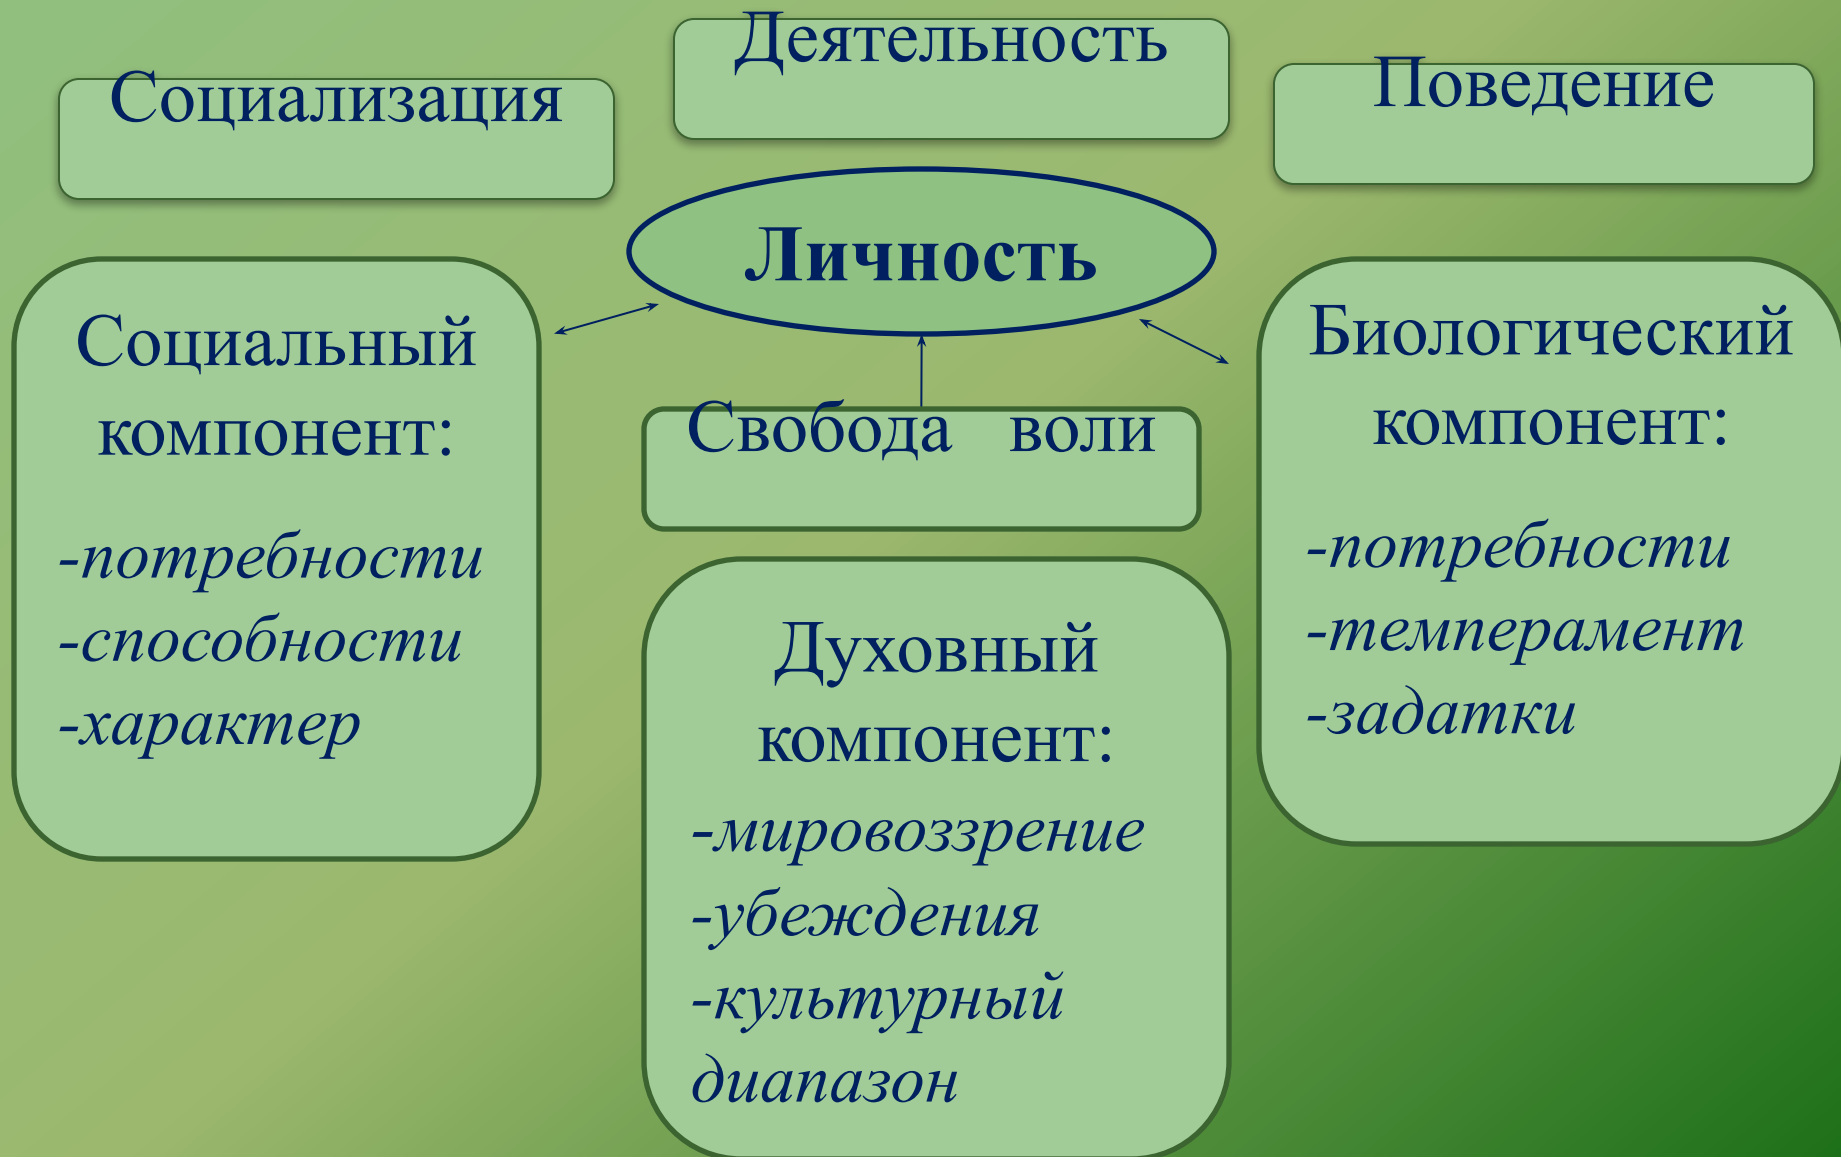 Деятельность
Социализация
Поведение
Личность
Социальный
компонент:
-потребности
-способности
-характер
Свобода воли
Духовный
компонент:
-мировоззрение
-убеждения
-культурный
диапазон
Биологический
компонент:
-потребности
-темперамент
-задатки